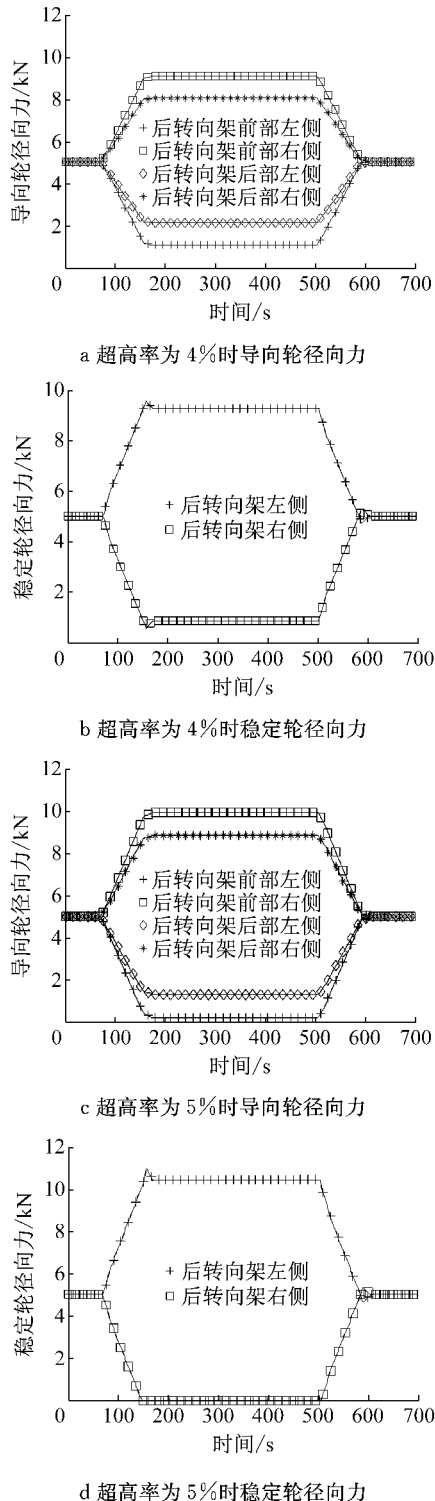 12
10
8
6
4
2
导向轮径向力/kN
+ 后转向架前部左侧
□ 后转向架前部右侧
◇ 后转向架后部左侧
* 后转向架后部右侧
0 100 200 300 400 500 600 700
时间/s
a 超高率为 4%时导向轮径向力
10
8
6
4
2
稳定轮径向力/kN
+ 后转向架左侧
□ 后转向架右侧
0 100 200 300 400 500 600 700
时间/s
b 超高率为 4%时稳定轮径向力
12
10
8
6
4
2
导向轮径向力/kN
+ 后转向架前部左侧
□ 后转向架前部右侧
◇ 后转向架后部左侧
* 后转向架后部右侧
0 100 200 300 400 500 600 700
时间/s
c 超高率为 5%时导向轮径向力
12
10
8
6
4
2
稳定轮径向力/kN
+ 后转向架左侧
□ 后转向架右侧
0 100 200 300 400 500 600 700
时间/s
d 超高率为 5%时稳定轮径向力